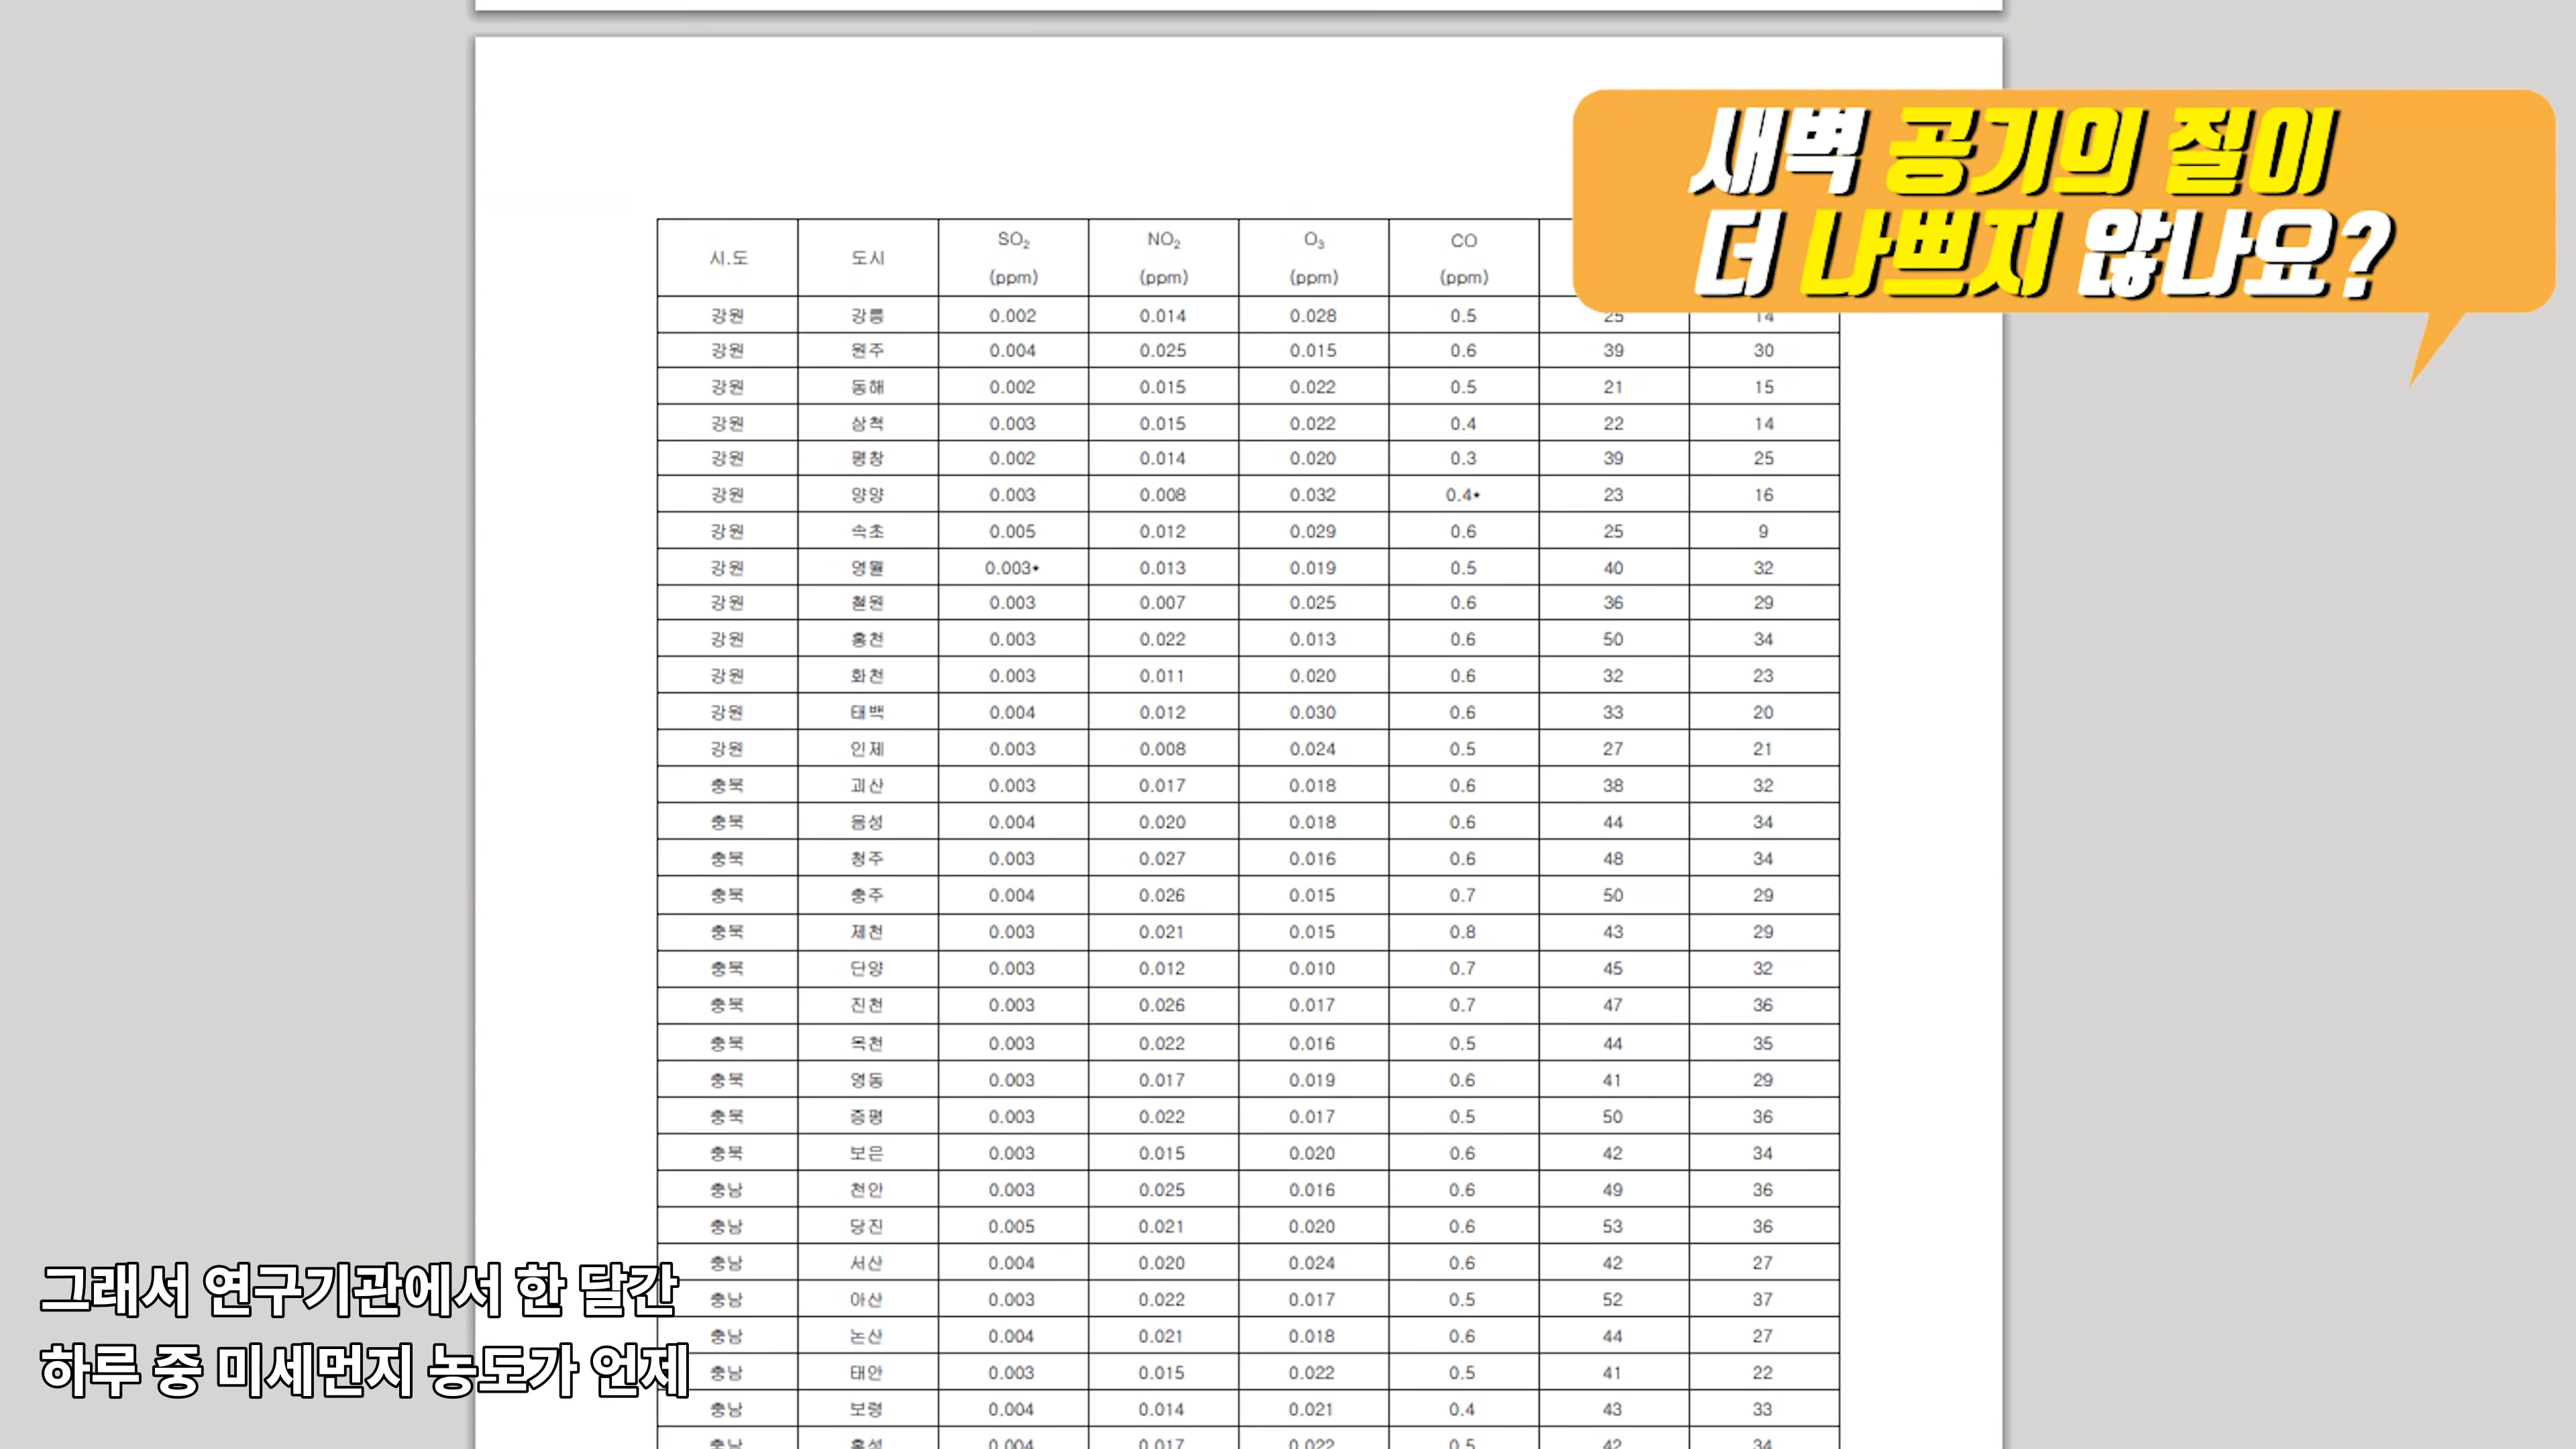 새벽 공기의 질이
더 나쁘지 않나요?
시.도 도시 SO2 (ppm) NO2 (ppm) O3 (ppm) CO (ppm)
강원 강릉 0.002 0.014 0.028 0.5 25 14
강원 원주 0.004 0.025 0.015 0.6 39 30
강원 동해 0.002 0.015 0.022 0.5 21 15
강원 삼척 0.003 0.015 0.022 0.4 22 14
강원 평창 0.002 0.014 0.020 0.3 39 25
강원 양양 0.003 0.008 0.032 0.4* 23 16
강원 속초 0.005 0.012 0.029 0.6 25 9
강원 영월 0.003* 0.013 0.019 0.5 40 32
강원 철원 0.003 0.007 0.025 0.6 36 29
강원 홍천 0.003 0.022 0.013 0.6 50 34
강원 화천 0.003 0.011 0.020 0.6 32 23
강원 태백 0.004 0.012 0.030 0.6 33 20
강원 인제 0.003 0.008 0.024 0.5 27 21
충북 괴산 0.003 0.017 0.018 0.6 38 32
충북 음성 0.004 0.020 0.018 0.6 44 34
충북 청주 0.003 0.027 0.016 0.6 48 34
충북 충주 0.004 0.026 0.015 0.7 50 29
충북 제천 0.003 0.021 0.015 0.8 43 29
충북 단양 0.003 0.012 0.010 0.7 45 32
충북 진천 0.003 0.026 0.017 0.7 47 36
충북 옥천 0.003 0.022 0.016 0.5 44 35
충북 영동 0.003 0.017 0.019 0.6 41 29
충북 증평 0.003 0.022 0.017 0.5 50 36
충북 보은 0.003 0.015 0.020 0.6 42 34
충남 천안 0.003 0.025 0.016 0.6 49 36
충남 당진 0.005 0.021 0.020 0.6 53 36
충남 서산 0.004 0.020 0.024 0.6 42 27
충남 아산 0.003 0.022 0.017 0.5 52 37
충남 논산 0.004 0.021 0.018 0.6 44 27
충남 태안 0.003 0.015 0.022 0.5 41 22
충남 보령 0.004 0.014 0.021 0.4 43 33
충남 홍성 0.004 0.017 0.022 0.5 42 34
그래서 연구기관에서 한 달간
하루 중 미세먼지 농도가 언제